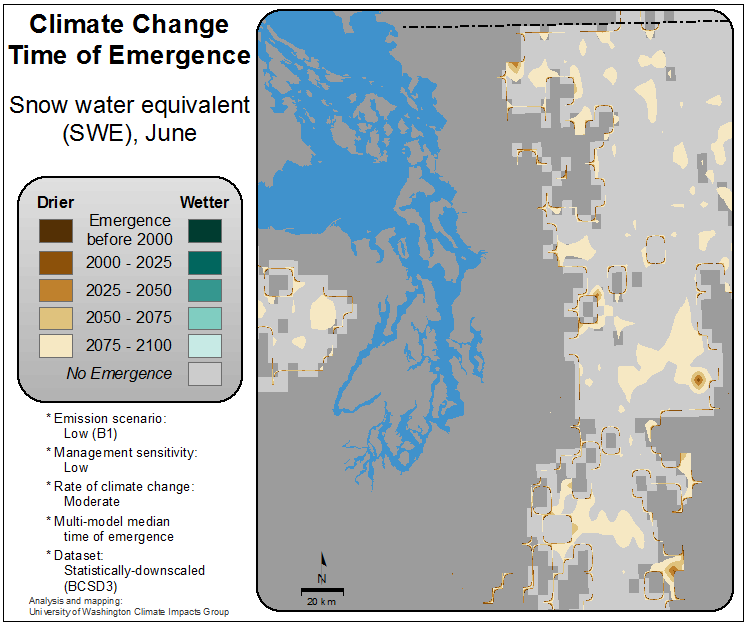 Climate Change
Time of Emergence
Snow water equivalent
(SWE), June
Drier Wetter
Emergence
before 2000
2000 - 2025
2025 - 2050
2050 - 2075
2075 - 2100
No Emergence
* Emission scenario:
Low (B1)
* Management sensitivity:
Low
* Rate of climate change:
Moderate
* Multi-model median
time of emergence
* Dataset:
Statistically-downscaled
(BCSD3)
Analysis and mapping:
University of Washington Climate Impacts Group
N
20 km